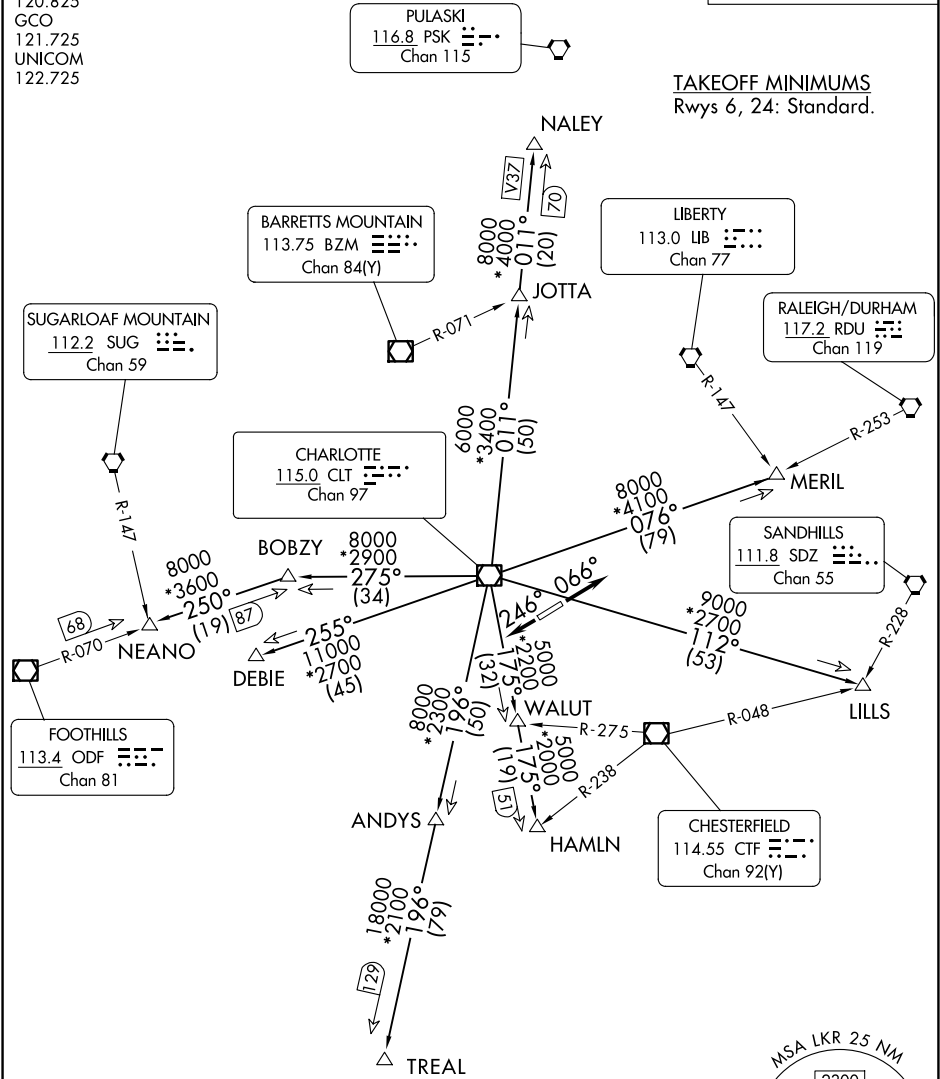 120.825
GCO
121.725
UNICOM
122.725
PULASKI
116.8 PSK
Chan 115
TAKEOFF MINIMUMS
Rwys 6, 24: Standard.
NALEY
V37
70
8000
*4000
011°
(20)
BARRETTS MOUNTAIN
113.75 BZM
Chan 84(Y)
LIBERTY
113.0 LIB
Chan 77
JOTTA
R-071
SUGARLOAF MOUNTAIN
112.2 SUG
Chan 59
RALEIGH/DURHAM
117.2 RDU
Chan 119
R-147
R-253
6000
*3400
011°
(50)
CHARLOTTE
115.0 CLT
Chan 97
MERIL
8000
*4100
076°
(79)
R-147
SANDHILLS
111.8 SDZ
Chan 55
BOBZY
8000
*2900
275°
(34)
8000
*3600
250°
(19)
87
246°
066°
68
R-070
NEANO
255°
11000
*2700
(45)
DEBIE
9000
*2700
112°
(53)
R-228
LILLS
5000
*2200
175°
(32)
8000
*2300
196°
(50)
WALUT
R-275
R-048
FOOTHILLS
113.4 ODF
Chan 81
5000
*2000
175°
(19)
51
R-238
ANDYS
HAMLN
CHESTERFIELD
114.55 CTF
Chan 92(Y)
18000
*2100
196°
(79)
129
TREAL
MSA LKR 25 NM